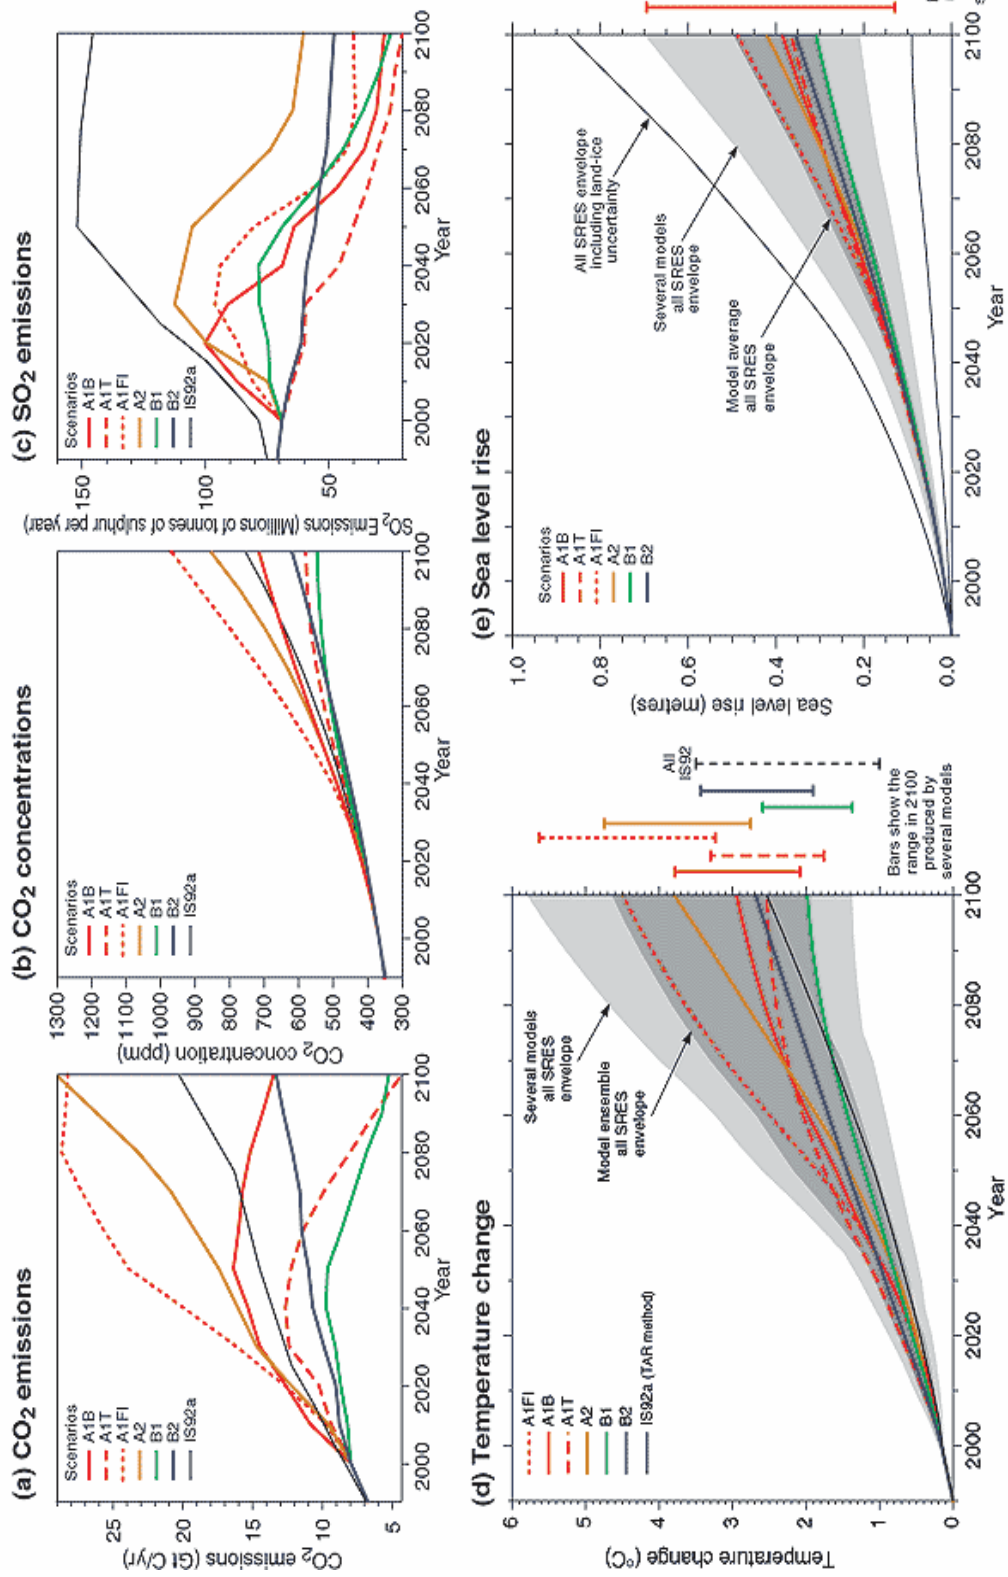 (a) CO2 emissions
Scenarios
A1B
A1T
A1FI
A2
B1
B2
IS92a
CO2 emissions (Gt C/yr)
25
20
15
10
5
2000
2020
2040
2060
2080
2100
Year
(b) CO2 concentrations
Scenarios
A1B
A1T
A1FI
A2
B1
B2
IS92a
CO2 concentration (ppm)
1300
1200
1100
1000
900
800
700
600
500
400
300
2000
2020
2040
2060
2080
2100
Year
(c) SO2 emissions
Scenarios
A1B
A1T
A1FI
A2
B1
B2
IS92a
SO2 Emissions (Millions of tonnes of sulphur per year)
150
100
50
2000
2020
2040
2060
2080
2100
Year
(d) Temperature change
A1FI
A1B
A1T
A2
B1
B2
IS92a (TAR method)
Several models
all SRES
envelope
Model ensemble
all SRES
envelope
Temperature change (°C)
6
5
4
3
2
1
0
2000
2020
2040
2060
2080
2100
Year
All
IS92
Bars show the
range in 2100
produced by
several models
(e) Sea level rise
Scenarios
A1B
A1T
A1FI
A2
B1
B2
All SRES envelope
including land-ice
uncertainty
Several models
all SRES
envelope
Model average
all SRES
envelope
Sea level rise (metres)
1.0
0.8
0.6
0.4
0.2
0.0
2000
2020
2040
2060
2080
2100
Year